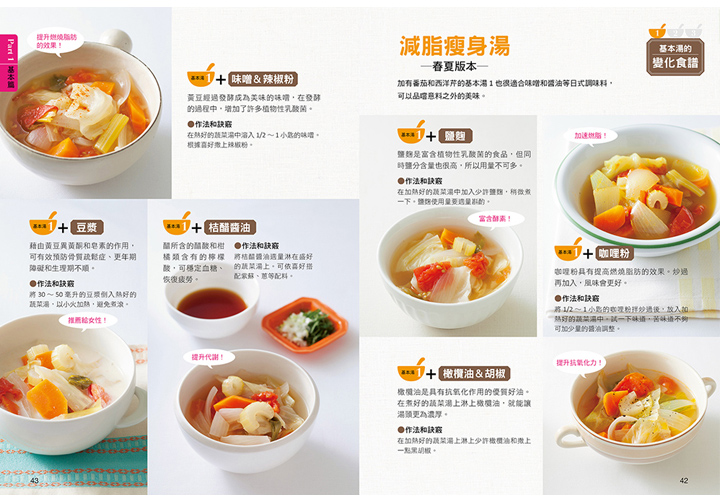 Part 1 基本篇
提升燃燒脂肪
的效果！
基本湯 1 + 味噌＆辣椒粉
黃豆經過發酵成為美味的味噌，在發酵
的過程中，增加了許多植物性乳酸菌。
●作法和訣竅
在熱好的蔬菜湯中溶入 1/2 ～ 1 小匙的味噌。
根據喜好撒上辣椒粉。
減脂瘦身湯
─春夏版本─
加有番茄和西洋芹的基本湯 1 也很適合味噌和醬油等日式調味料，
可以品嚐意料之外的美味。
1
基本湯的
變化食譜
基本湯 1 + 鹽麴
鹽麴是富含植物性乳酸菌的食品，但同
時鹽分含量也很高，所以用量不可多。
●作法和訣竅
在加熱好的蔬菜湯中加入少許鹽麴，稍微煮
一下，鹽麴使用量要適量斟酌。
富含酵素！
加速燃脂！
基本湯 1 + 咖哩粉
咖哩粉具有提高燃燒脂肪的效果。炒過
再加入，風味會更好。
●作法和訣竅
將 1/2 ～ 1 小匙的咖哩粉拌炒過後，放入加
熱好的蔬菜湯中，試一下味道，苦味道不夠
可加少量的醬油調整。
基本湯 1 + 豆漿
藉由黃豆異黃酮和皂素的作用，
可有效預防骨質疏鬆症、更年期
障礙和生理期不順。
●作法和訣竅
將 30 ～ 50 毫升的豆漿倒入熱好的
蔬菜湯，以小火加熱，避免煮滾。
推薦給女性！
基本湯 1 + 桔醋醬油
醋所含的醋酸和柑
橘類含有的檸檬
酸，可穩定血糖、
恢復疲勞。
●作法和訣竅
將桔醋醬油適量淋在盛好
的蔬菜湯上，可依喜好搭
配紫蘇、蔥等配料。
提升代謝！
基本湯 1 + 橄欖油＆胡椒
橄欖油是具有抗氧化作用的優質好油。
在煮好的蔬菜湯上淋上橄欖油，就能讓
湯頭更為濃厚。
●作法和訣竅
在加熱好的蔬菜湯上淋上少許橄欖油和撒上
一點黑胡椒。
提升抗氧化力！
43
42